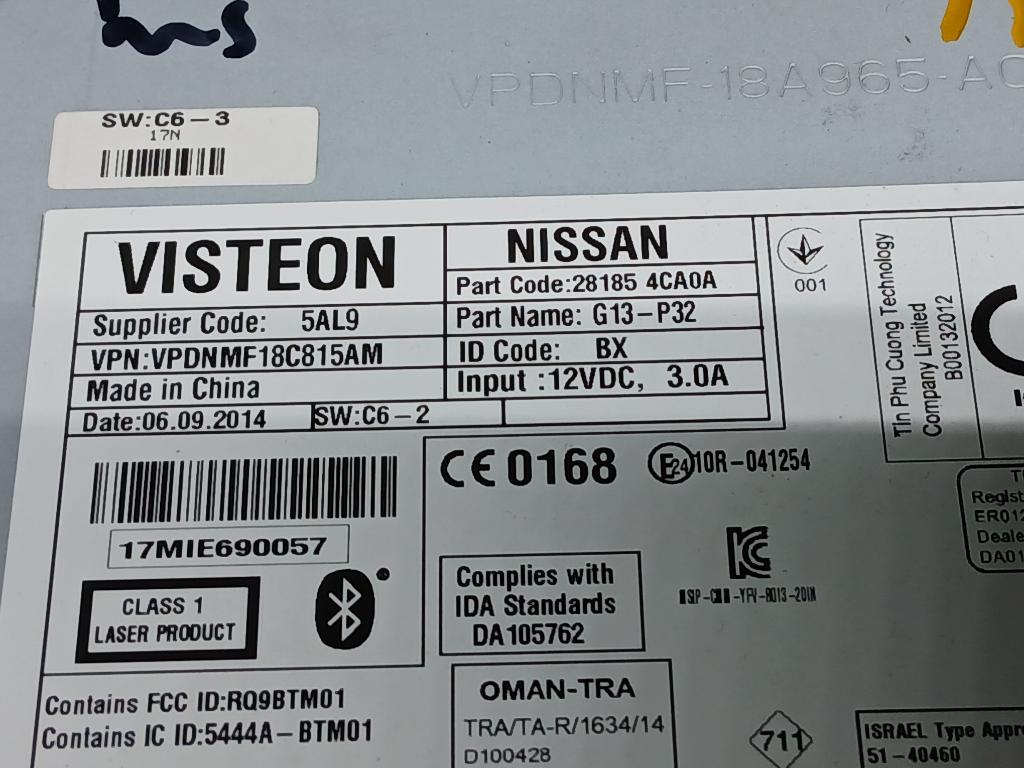 VPDNMF-18A965-AC
SW:C6-3
17N
VISTEON
Supplier Code: 5AL9
VPN:VPDNMF18C815AM
Made in China
Date:06.09.2014
SW:C6-2
NISSAN
Part Code:28185 4CA0A
Part Name: G13-P32
ID Code: BX
Input :12VDC, 3.0A
001
Tin Phu Cuong Technology
Company Limited
B00132012
17MIE690057
CLASS 1
LASER PRODUCT
CE 0168
E24 10R-041254
Complies with
IDA Standards
DA105762
Contains FCC ID:RQ9BTM01
Contains IC ID:5444A-BTM01
OMAN-TRA
TRA/TA-R/1634/14
D100428
711
ISRAEL Type Appr
51-40460